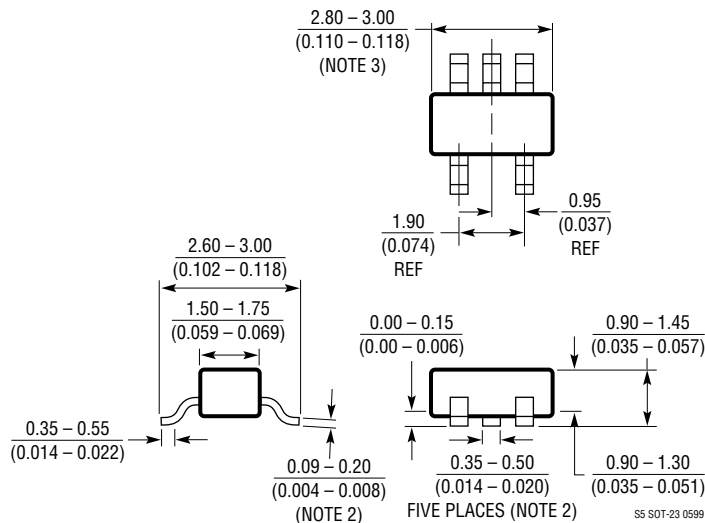 2.80 – 3.00
(0.110 – 0.118)
(NOTE 3)
1.90
(0.074)
REF
0.95
(0.037)
REF
2.60 – 3.00
(0.102 – 0.118)
1.50 – 1.75
(0.059 – 0.069)
0.00 – 0.15
(0.00 – 0.006)
0.90 – 1.45
(0.035 – 0.057)
0.35 – 0.55
(0.014 – 0.022)
0.09 – 0.20
(0.004 – 0.008)
(NOTE 2)
0.35 – 0.50
(0.014 – 0.020)
FIVE PLACES (NOTE 2)
0.90 – 1.30
(0.035 – 0.051)
S5 SOT-23 0599